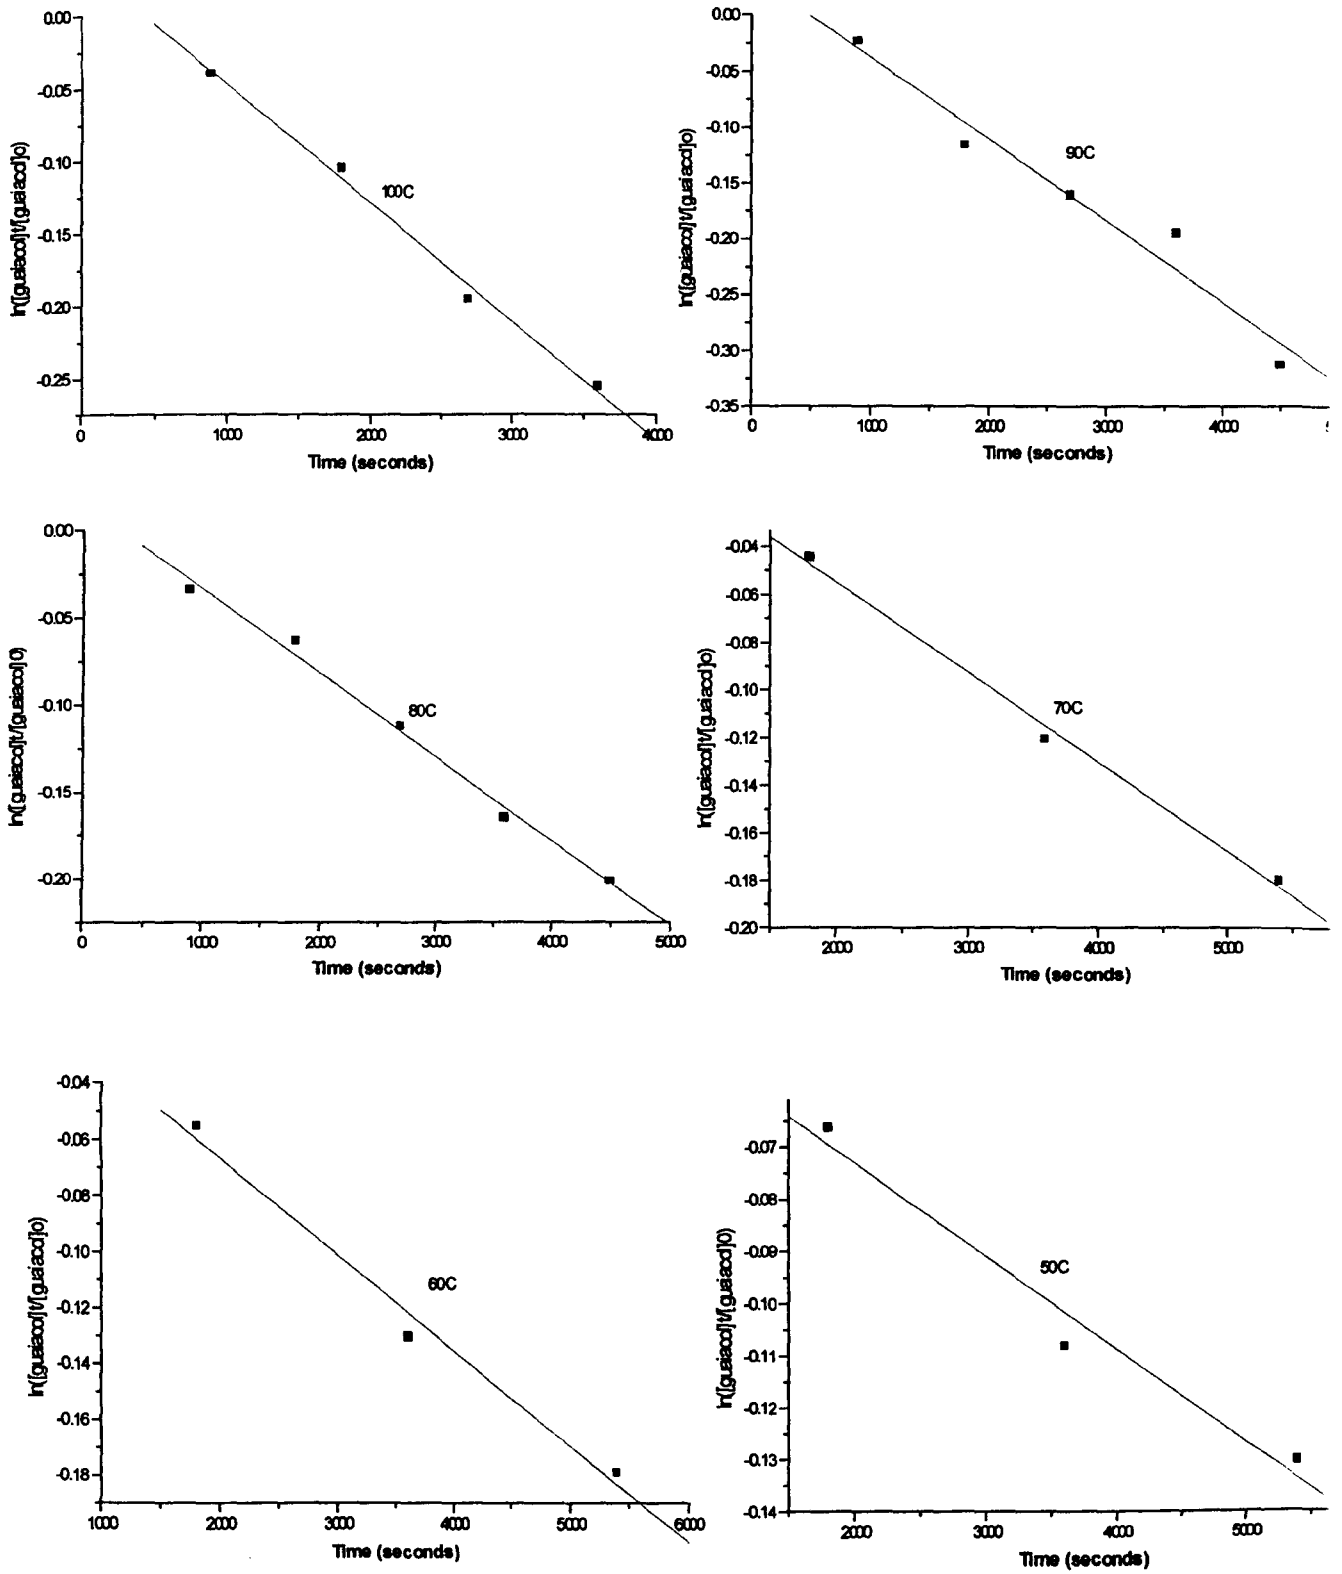 0.00
-0.05
-0.10
-0.15
-0.20
-0.25
0 1000 2000 3000 4000
Time (seconds)
ln([guaiacol]t/[guaiacol]o)
100C
0.00
-0.05
-0.10
-0.15
-0.20
-0.25
-0.30
-0.35
0 1000 2000 3000 4000
Time (seconds)
ln([guaiacol]t/[guaiacol]o)
90C
0.00
-0.05
-0.10
-0.15
-0.20
0 1000 2000 3000 4000 5000
Time (seconds)
ln([guaiacol]t/[guaiacol]0)
80C
-0.04
-0.06
-0.08
-0.10
-0.12
-0.14
-0.16
-0.18
-0.20
2000 3000 4000 5000
Time (seconds)
ln([guaiacol]t/[guaiacol]o)
70C
-0.04
-0.06
-0.08
-0.10
-0.12
-0.14
-0.16
-0.18
1000 2000 3000 4000 5000 6000
Time (seconds)
ln([guaiacol]t/[guaiacol]o)
60C
-0.07
-0.08
-0.09
-0.10
-0.11
-0.12
-0.13
-0.14
2000 3000 4000 5000
Time (seconds)
ln([guaiacol]t/[guaiacol]0)
50C